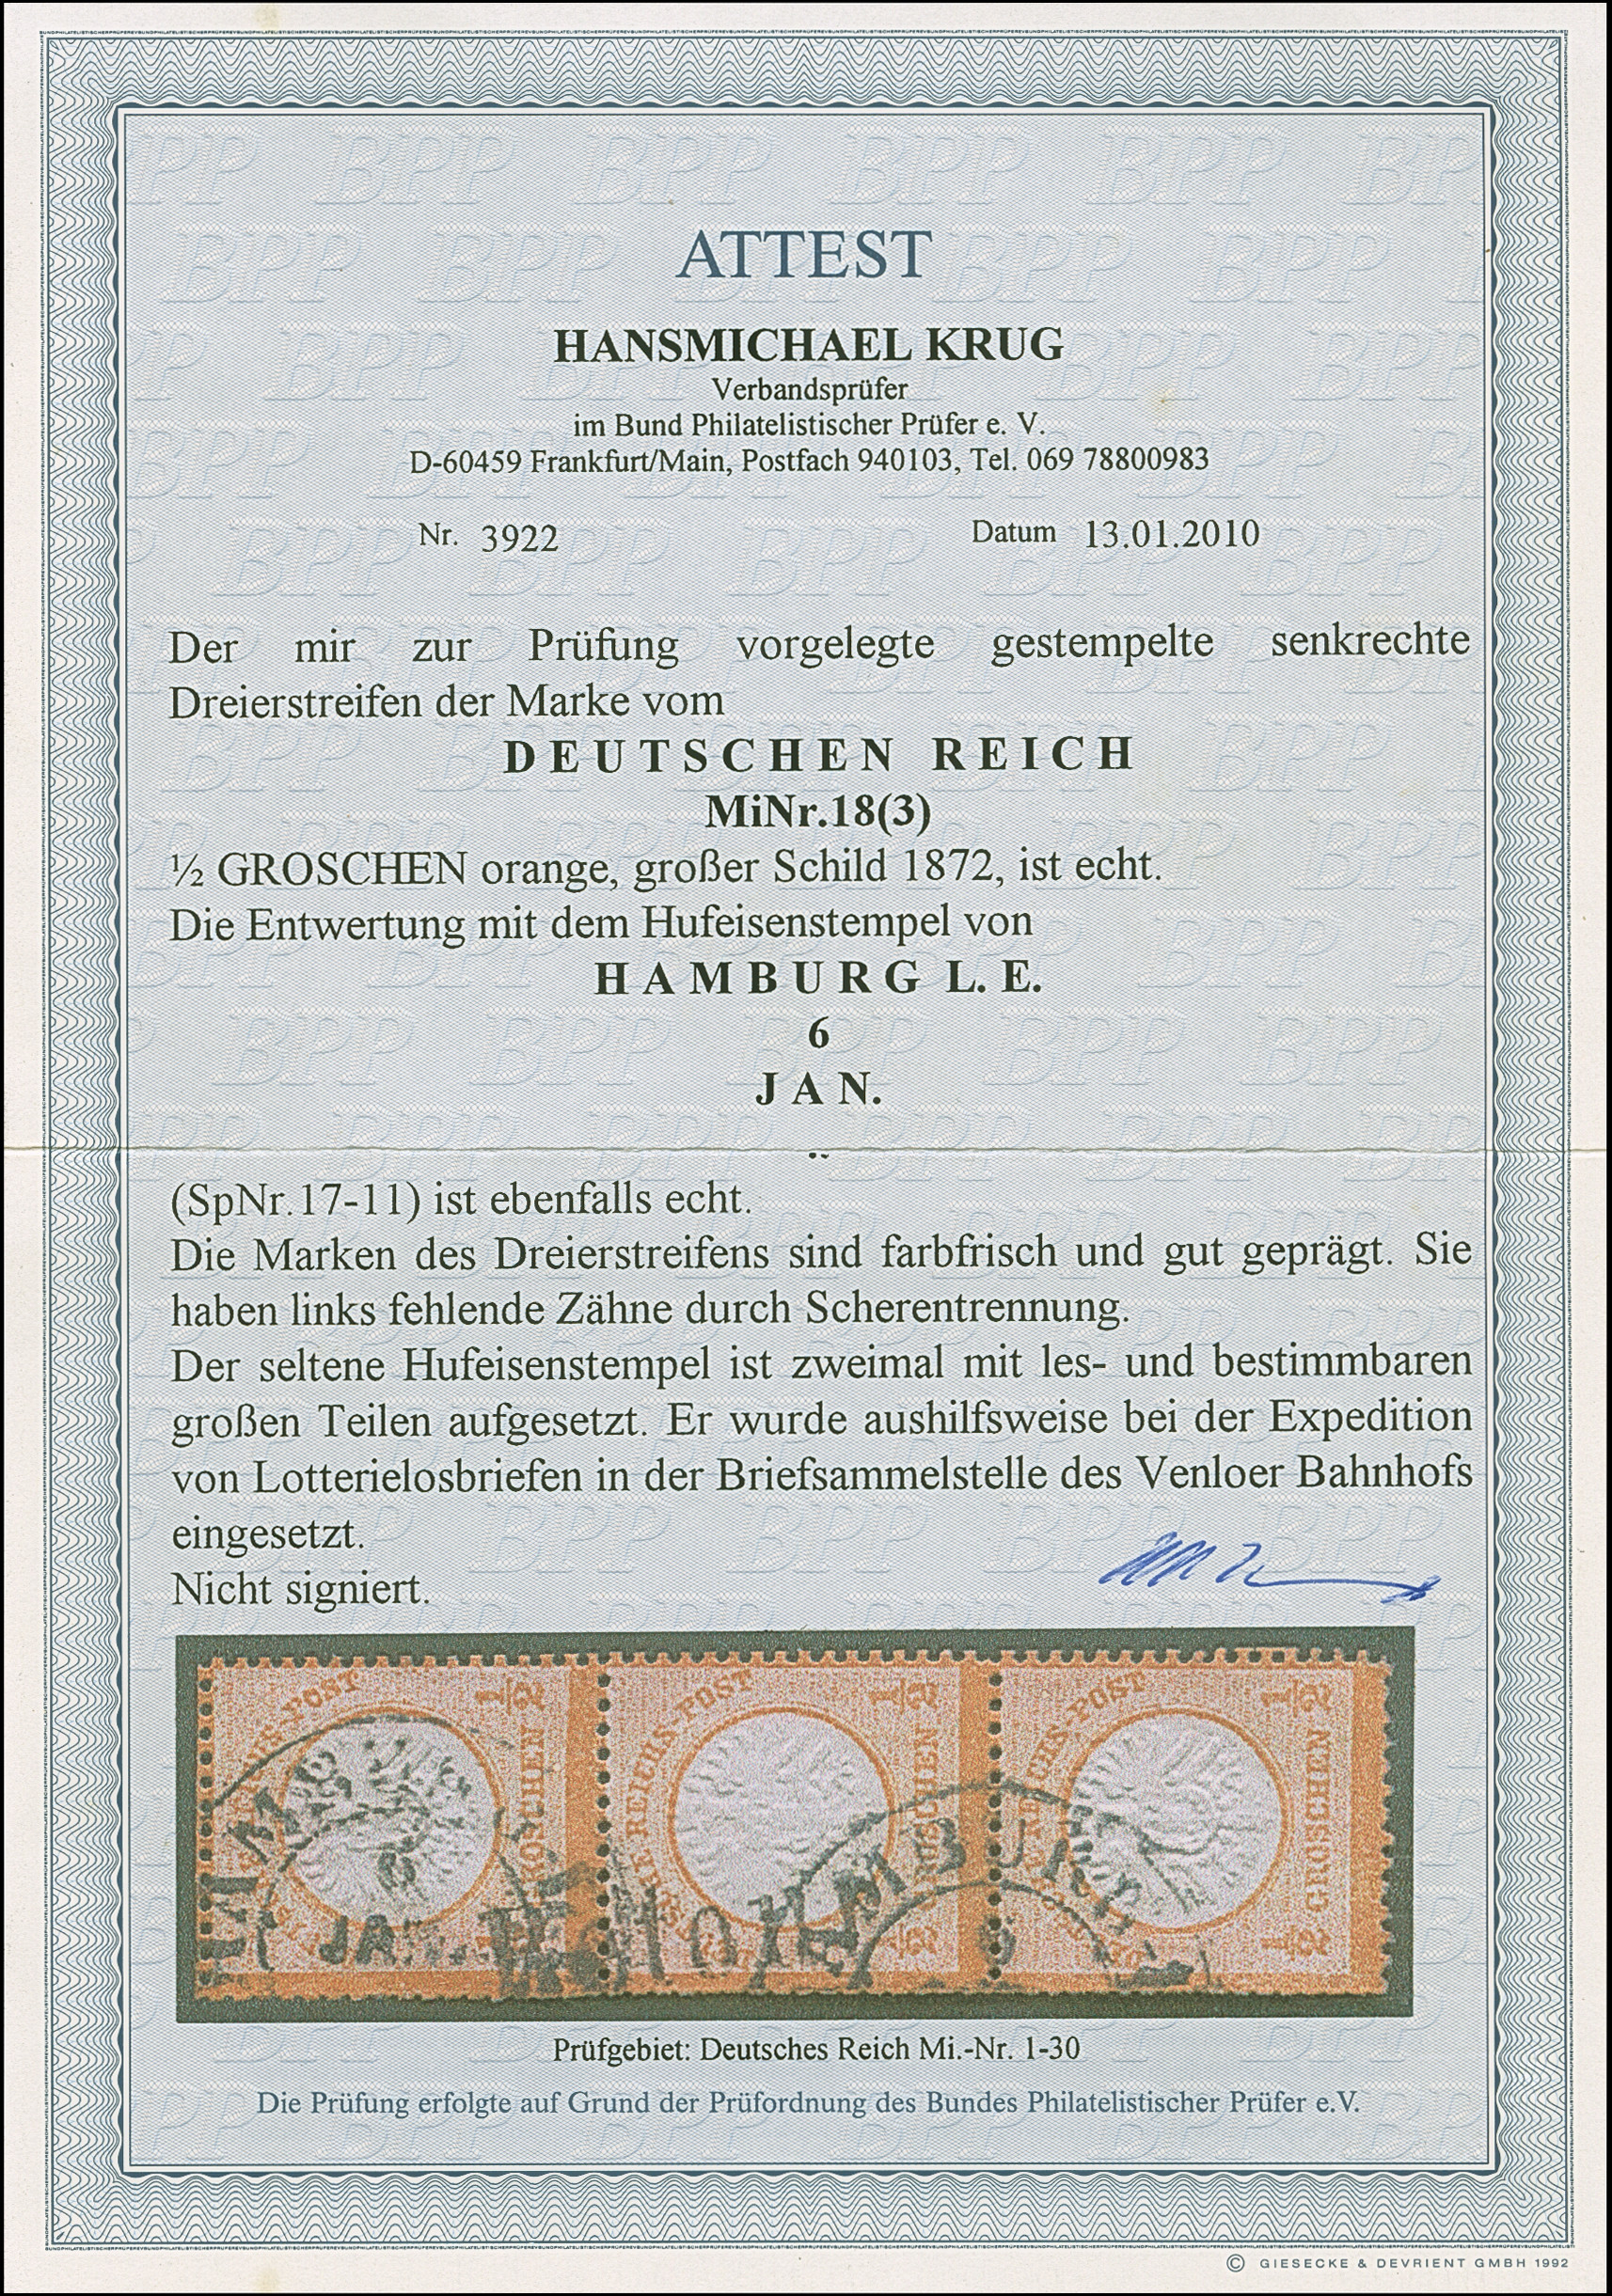 ATTEST
HANSMICHAEL KRUG
Verbandsprüfer
im Bund Philatelistischer Prüfer e. V.
D-60459 Frankfurt/Main, Postfach 940103, Tel. 069 78800983
Nr. 3922 Datum 13.01.2010
Der mir zur Prüfung vorgelegte gestempelte senkrechte
Dreierstreifen der Marke vom
DEUTSCHEN REICH
MiNr.18(3)
½ GROSCHEN orange, großer Schild 1872, ist echt.
Die Entwertung mit dem Hufeisenstempel von
HAMBURG L. E.
6
JAN.
(SpNr.17-11) ist ebenfalls echt.
Die Marken des Dreierstreifens sind farbfrisch und gut geprägt. Sie
haben links fehlende Zähne durch Scherentrennung.
Der seltene Hufeisenstempel ist zweimal mit les- und bestimmbaren
großen Teilen aufgesetzt. Er wurde aushilfsweise bei der Expedition
von Lotterielosbriefen in der Briefsammelstelle des Venloer Bahnhofs
eingesetzt.
Nicht signiert.
Prüfgebiet: Deutsches Reich Mi.-Nr. 1-30
Die Prüfung erfolgte auf Grund der Prüfordnung des Bundes Philatelistischer Prüfer e.V.
© GIESECKE & DEVRIENT GMBH 1992